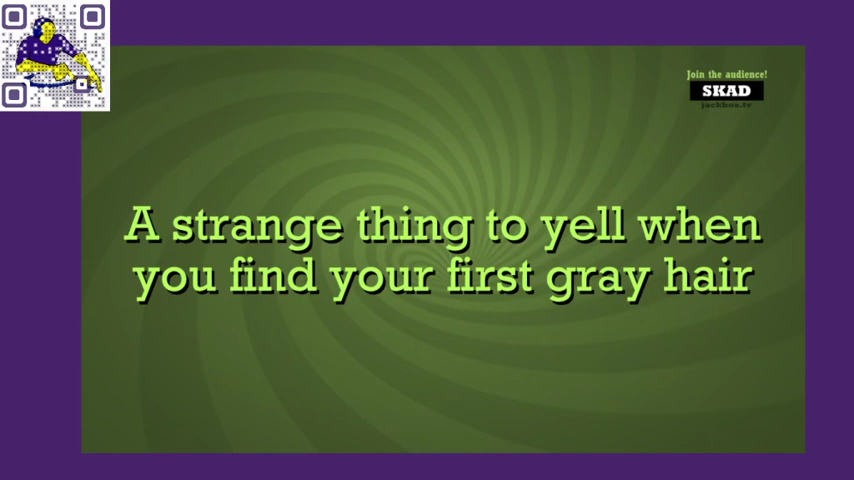 Join the audience!
SKAD
jackbox.tv
A strange thing to yell when
you find your first gray hair